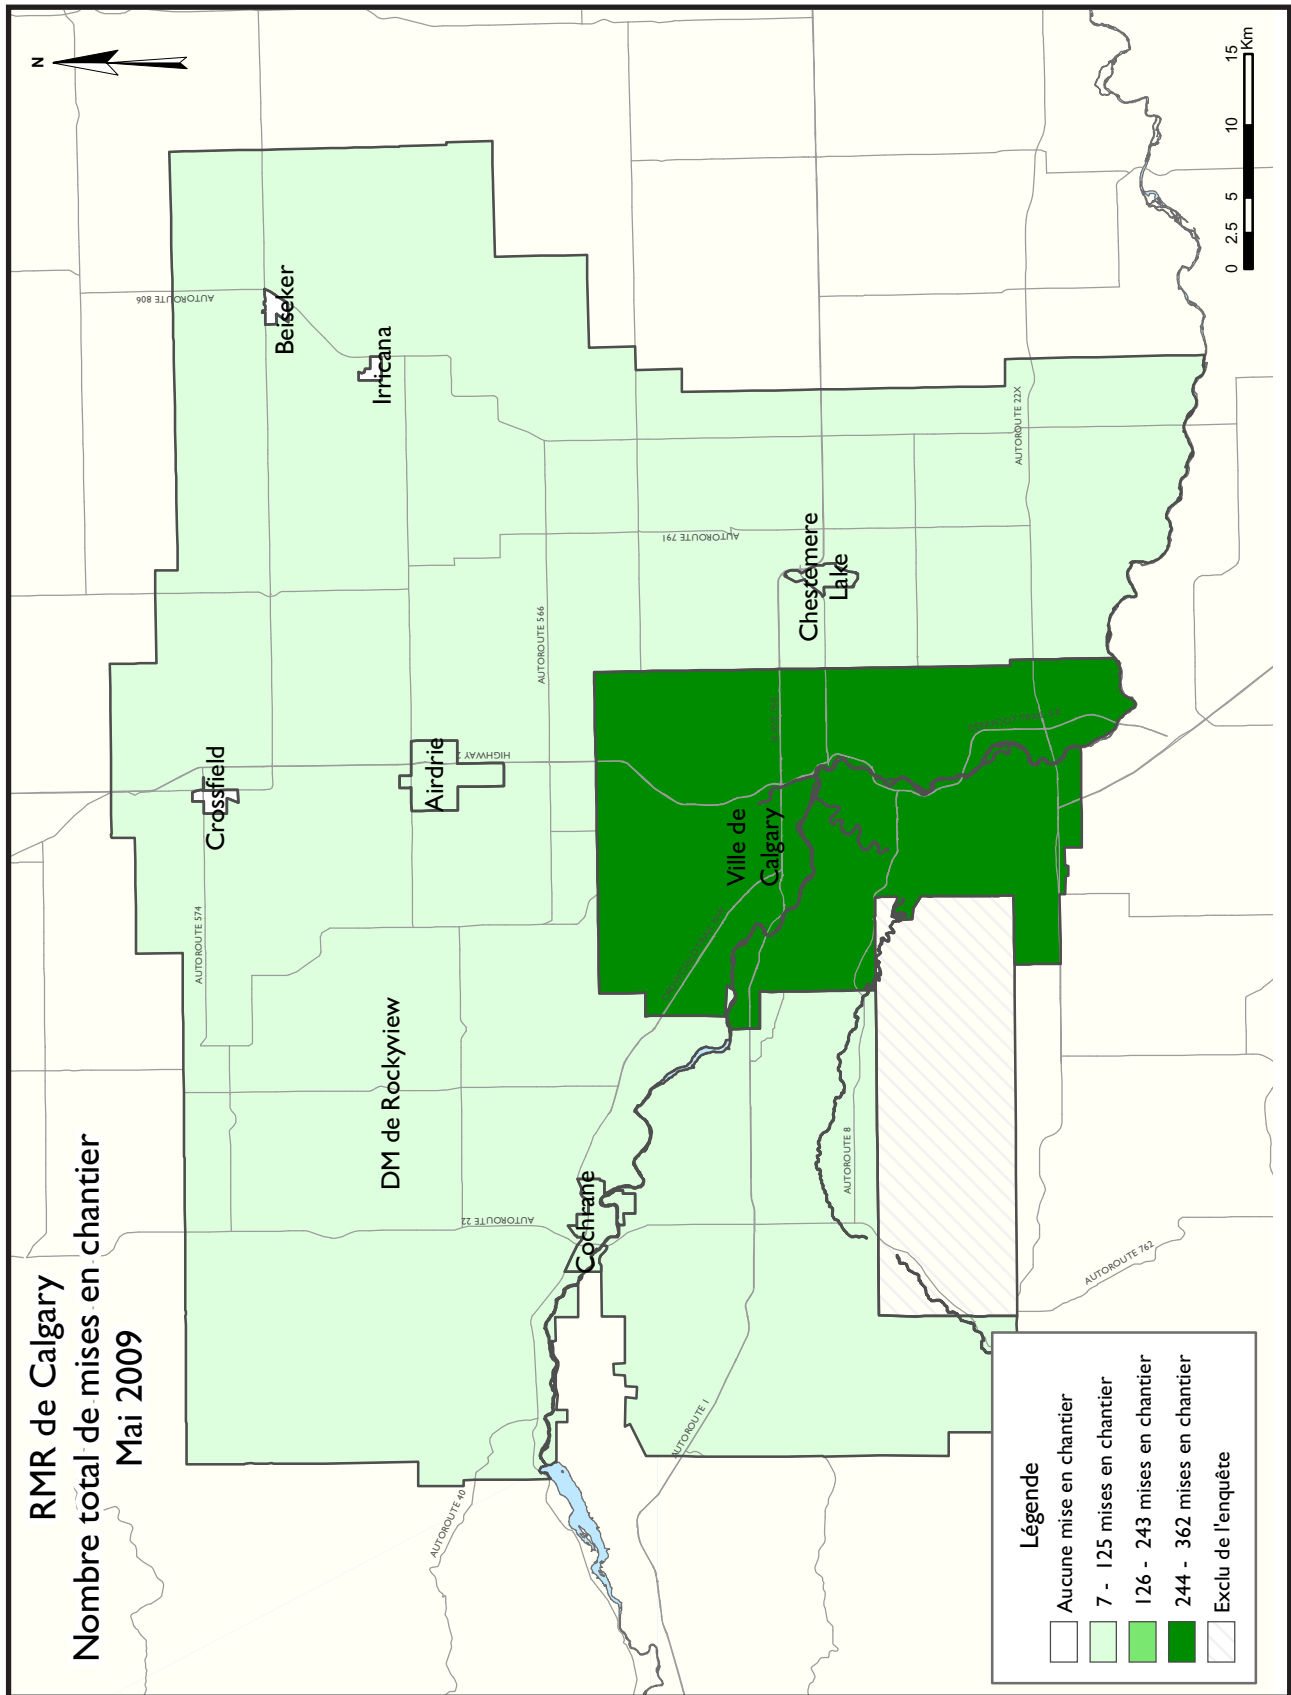 RMR de Calgary
Nombre total de mises en chantier
Mai 2009
N
AUTOROUTE 806
Beiseker
Irricana
Crossfield
AUTOROUTE 574
Airdrie
HIGHWAY
AUTOROUTE 566
DM de Rockyview
AUTOROUTE 22
Cochrane
AUTOROUTE 40
AUTOROUTE 1
Ville de
Calgary
AUTOROUTE 791
Chestemere
Lake
AUTOROUTE 22X
AUTOROUTE 8
AUTOROUTE 762
Légende
Aucune mise en chantier
7 - 125 mises en chantier
126 - 243 mises en chantier
244 - 362 mises en chantier
Exclu de l'enquête
0 2.5 5 10 15
Km